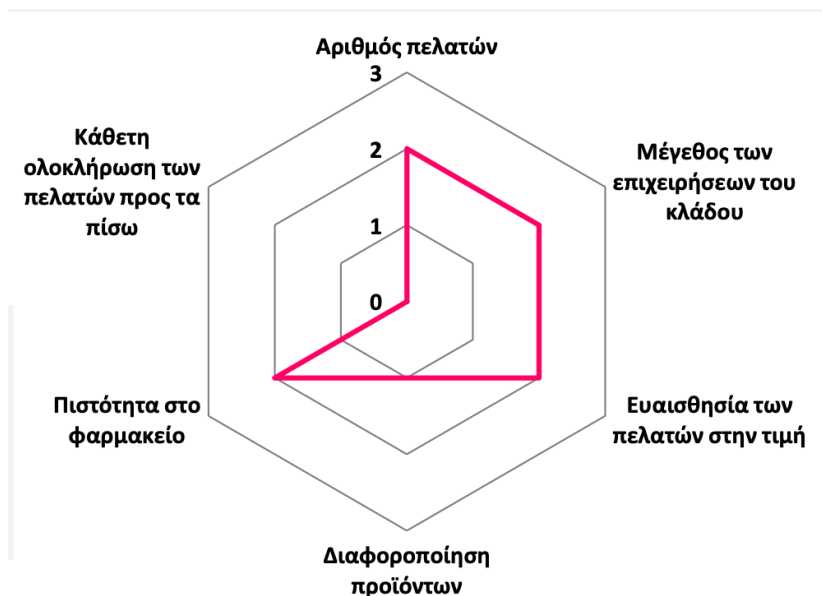 Αριθμός πελατών
3
2
1
0
Μέγεθος των
επιχειρήσεων του
κλάδου
Ευαισθησία των
πελατών στην τιμή
Διαφοροποίηση
προϊόντων
Πιστότητα στο
φαρμακείο
Κάθετη
ολοκλήρωση των
πελατών προς τα
πίσω